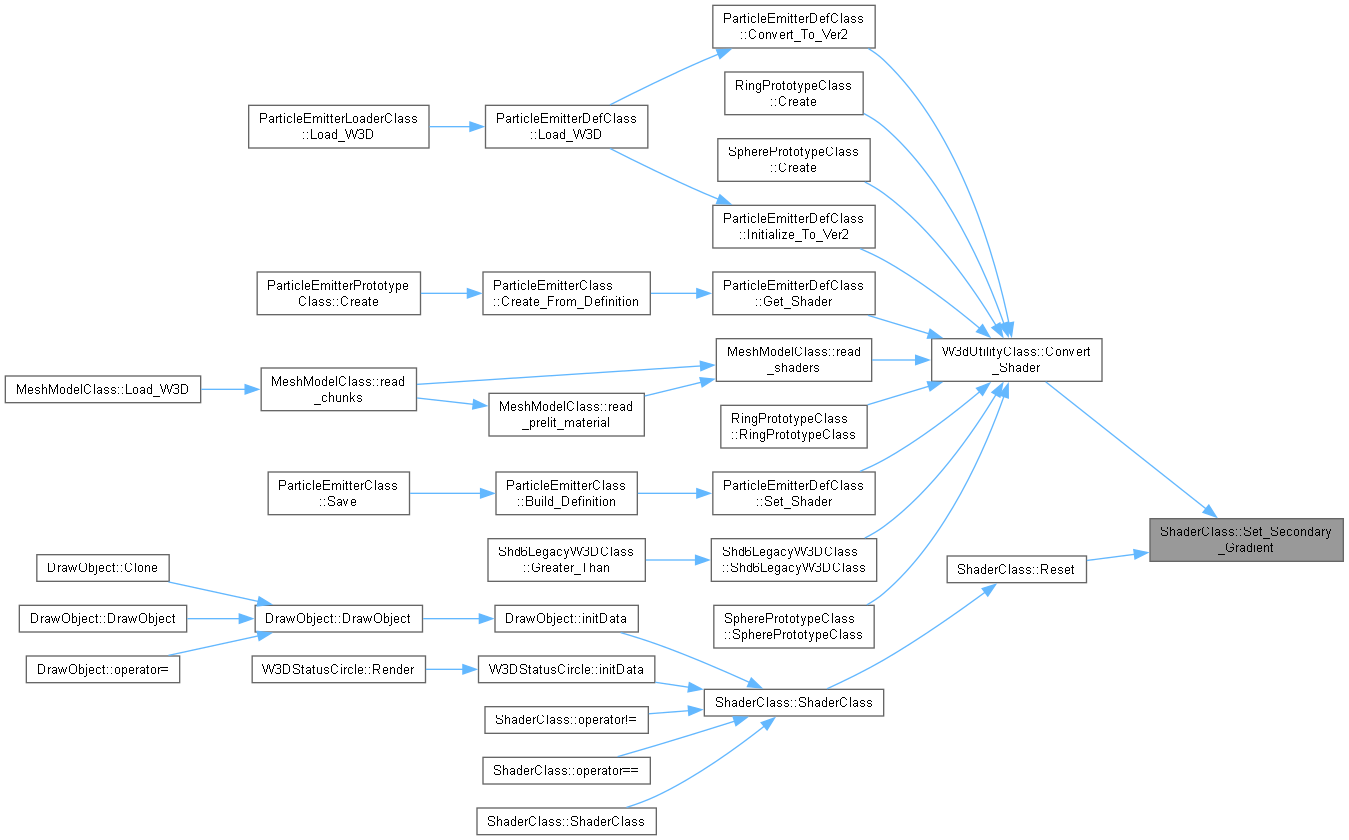 ParticleEmitterDefClass
::Convert_To_Ver2
RingPrototypeClass
::Create
ParticleEmitterLoaderClass
::Load_W3D
ParticleEmitterDefClass
::Load_W3D
SpherePrototypeClass
::Create
ParticleEmitterDefClass
::Initialize_To_Ver2
ParticleEmitterPrototype
Class::Create
ParticleEmitterClass
::Create_From_Definition
ParticleEmitterDefClass
::Get_Shader
MeshModelClass::read
_shaders
W3dUtilityClass::Convert
_Shader
MeshModelClass::Load_W3D
MeshModelClass::read
_chunks
MeshModelClass::read
_prelit_material
RingPrototypeClass
::RingPrototypeClass
ParticleEmitterClass
::Save
ParticleEmitterClass
::Build_Definition
ParticleEmitterDefClass
::Set_Shader
ShaderClass::Set_Secondary
_Gradient
Shd6LegacyW3DClass
::Greater_Than
Shd6LegacyW3DClass
::Shd6LegacyW3DClass
DrawObject::Clone
ShaderClass::Reset
DrawObject::DrawObject
DrawObject::DrawObject
DrawObject::initData
SpherePrototypeClass
::SpherePrototypeClass
DrawObject::operator=
W3DStatusCircle::Render
W3DStatusCircle::initData
ShaderClass::ShaderClass
ShaderClass::operator!=
ShaderClass::operator==
ShaderClass::ShaderClass